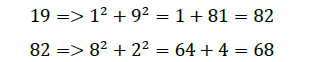 19 => 1² + 9² = 1 + 81 = 82
82 => 8² + 2² = 64 + 4 = 68